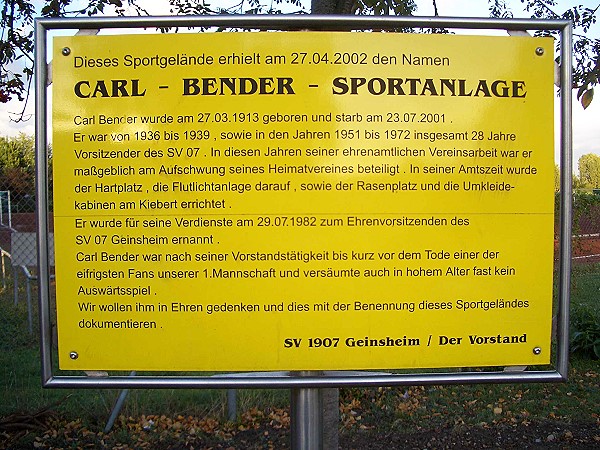 Dieses Sportgelände erhielt am 27.04.2002 den Namen
CARL - BENDER - SPORTANLAGE
Carl Bender wurde am 27.03.1913 geboren und starb am 23.07.2001 .
Er war von 1936 bis 1939 , sowie in den Jahren 1951 bis 1972 insgesamt 28 Jahre
Vorsitzender des SV 07 . In diesen Jahren seiner ehrenamtlichen Vereinsarbeit war er
maßgeblich am Aufschwung seines Heimatvereins beteiligt . In seiner Amtszeit wurde
der Hartplatz , die Flutlichtanlage darauf , sowie der Rasenplatz und die Umkleide-
kabinen am Kiebert errichtet .
Er wurde für seine Verdienste am 29.07.1982 zum Ehrenvorsitzenden des
SV 07 Geinsheim ernannt .
Carl Bender war nach seiner Vorstandstätigkeit bis kurz vor dem Tode einer der
eifrigsten Fans unserer 1.Mannschaft und versäumte auch in hohem Alter fast kein
Auswärtsspiel .
Wir wollen ihm in Ehren gedenken und dies mit der Benennung dieses Sportgeländes
dokumentieren .
SV 1907 Geinsheim / Der Vorstand